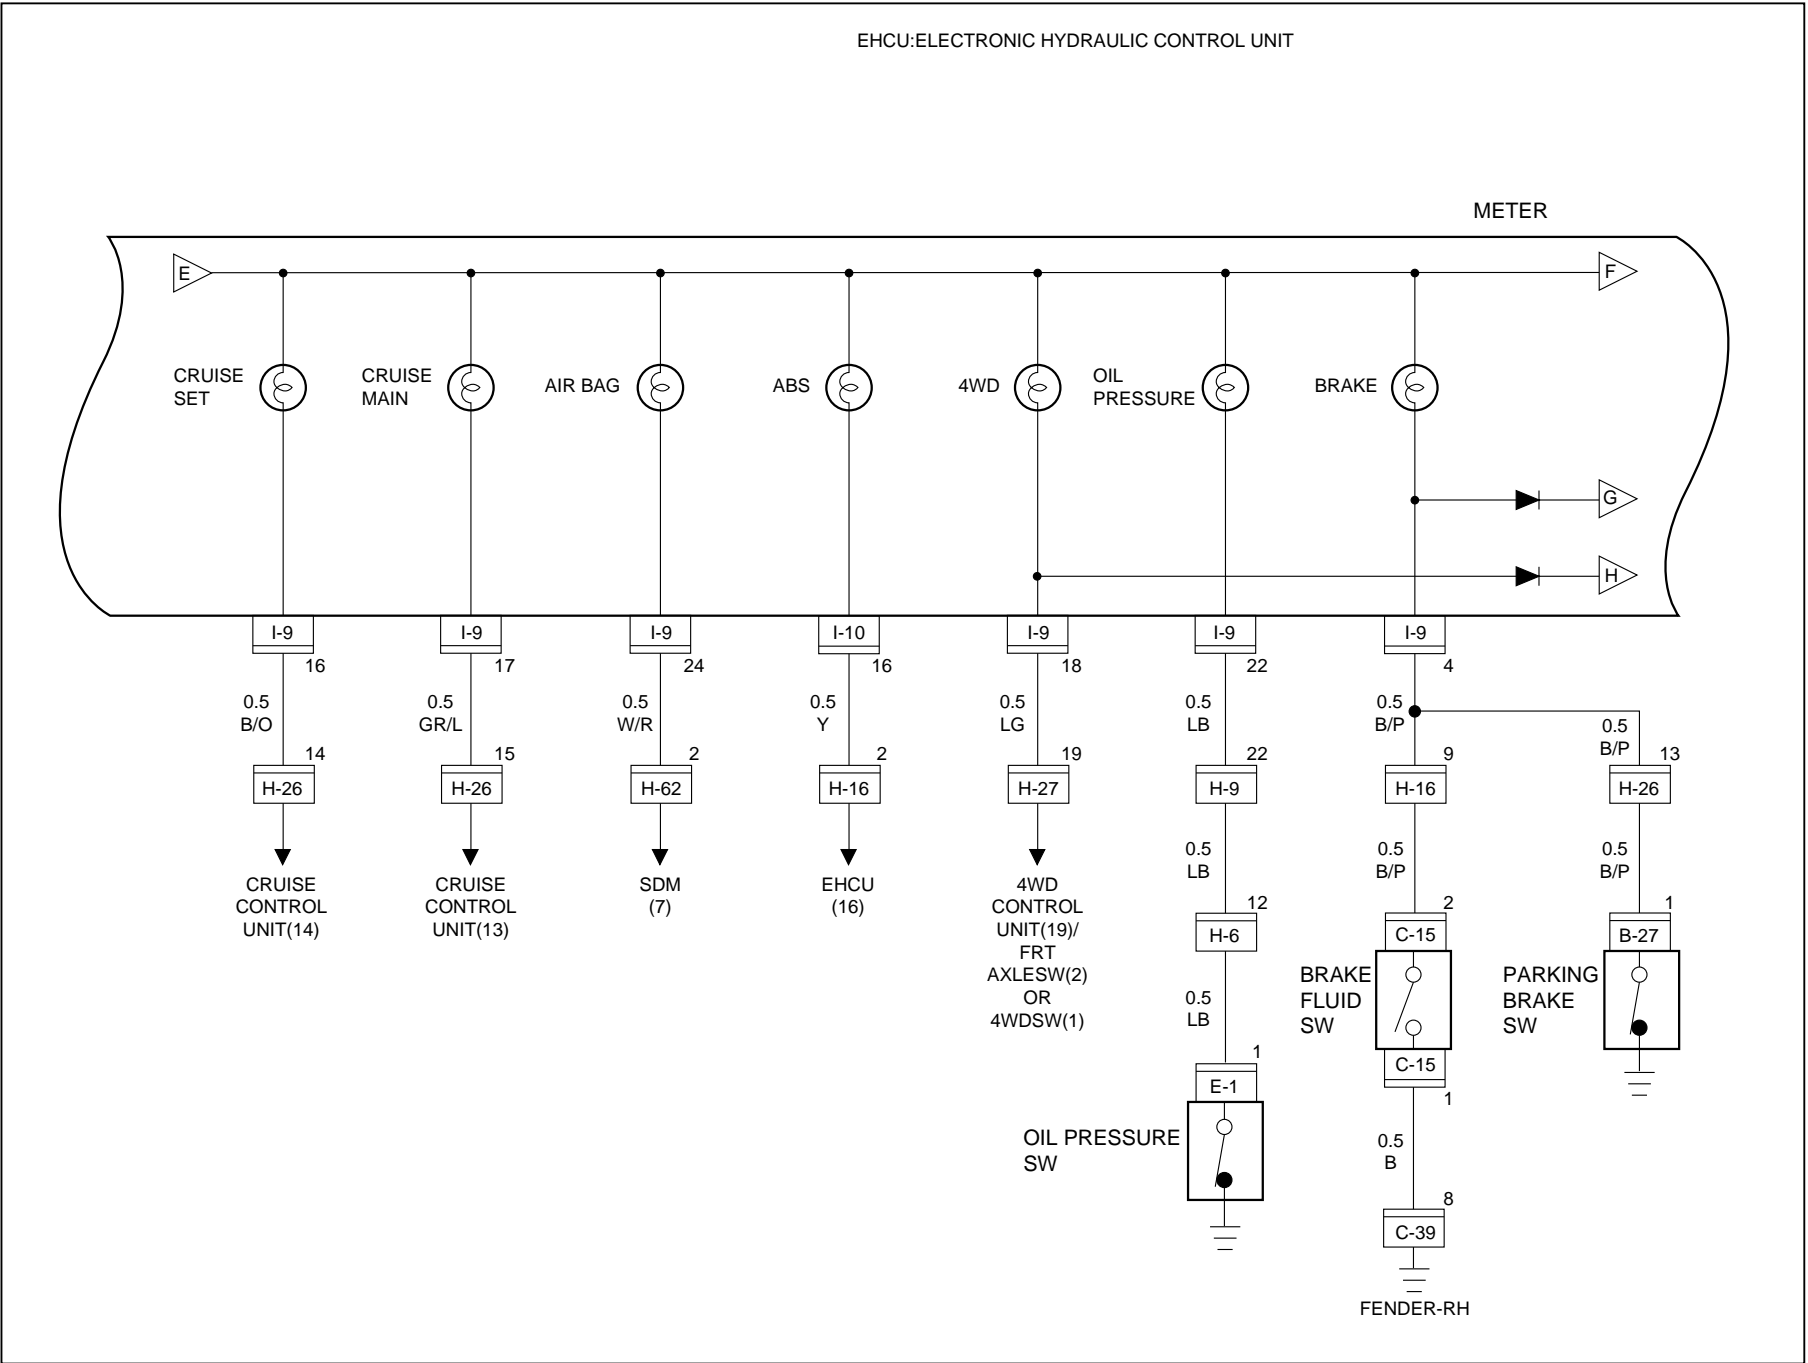 EHCU:ELECTRONIC HYDRAULIC CONTROL UNIT
METER
E
F
CRUISE
SET
CRUISE
MAIN
AIR BAG
ABS
4WD
OIL
PRESSURE
BRAKE
G
H
I-9
I-9
I-9
I-10
I-9
I-9
I-9
16
17
24
16
18
22
4
0.5
B/O
0.5
GR/L
0.5
W/R
0.5
Y
0.5
LG
0.5
LB
0.5
B/P
0.5
B/P
14
15
2
2
19
22
9
13
H-26
H-26
H-62
H-16
H-27
H-9
H-16
H-26
CRUISE
CONTROL
UNIT(14)
CRUISE
CONTROL
UNIT(13)
SDM
(7)
EHCU
(16)
4WD
CONTROL
UNIT(19)/
FRT
AXLESW(2)
OR
4WDSW(1)
0.5
LB
0.5
B/P
0.5
B/P
12
2
1
H-6
C-15
B-27
0.5
LB
BRAKE
FLUID
SW
PARKING
BRAKE
SW
1
E-1
C-15
1
OIL PRESSURE
SW
0.5
B
8
C-39
FENDER-RH